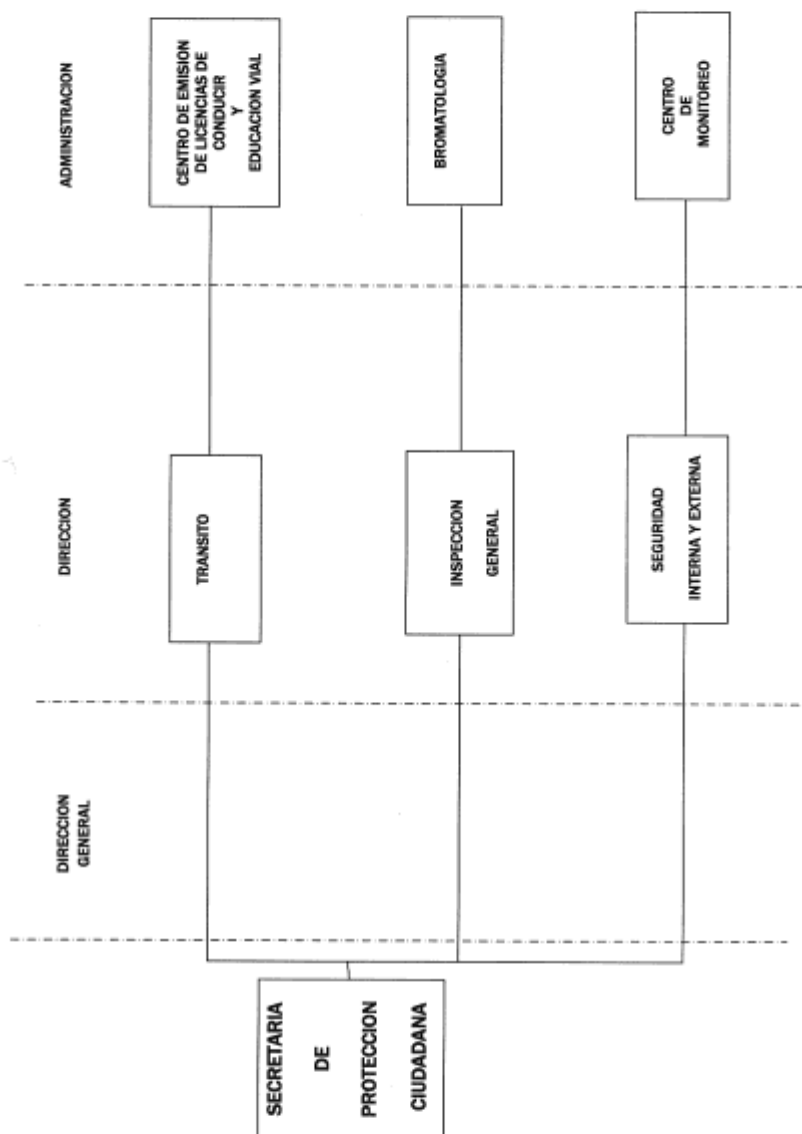 DIRECCION
GENERAL
DIRECCION
ADMINISTRACION
SECRETARIA
DE
PROTECCION
CIUDADANA
TRANSITO
CENTRO DE EMISION
DE LICENCIAS DE
CONDUCIR
Y
EDUCACION VIAL
INSPECCION
GENERAL
BROMATOLOGIA
SEGURIDAD
INTERNA Y EXTERNA
CENTRO
DE
MONITOREO